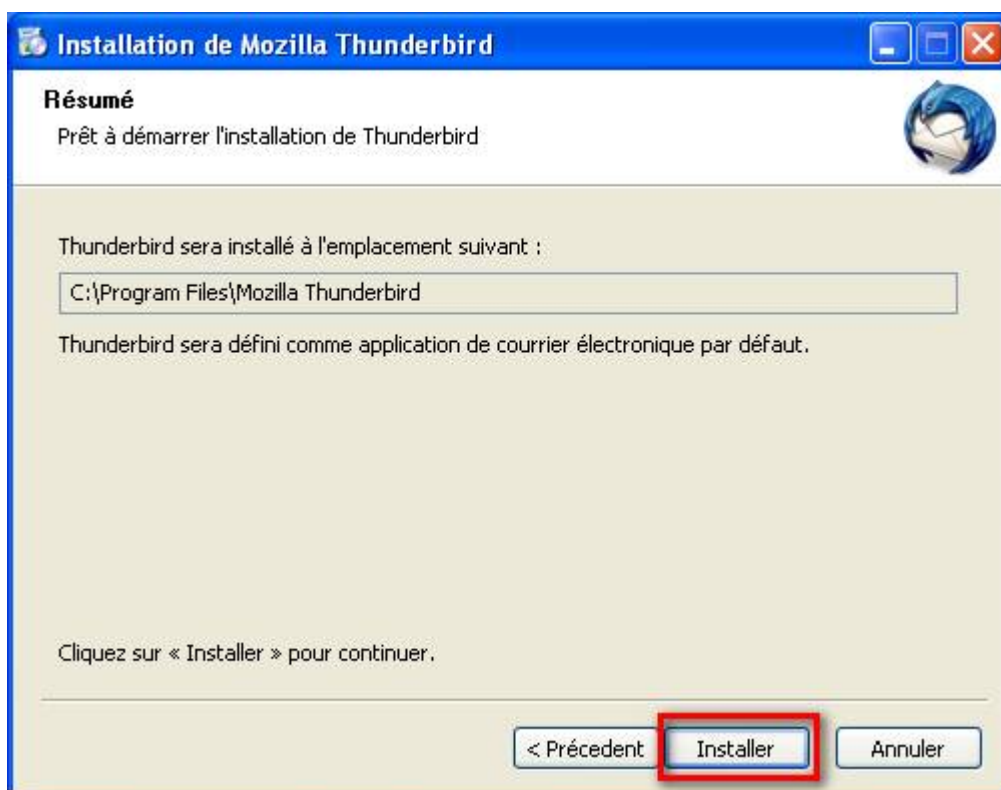 Installation de Mozilla Thunderbird
Résumé
Prêt à démarrer l'installation de Thunderbird
Thunderbird sera installé à l'emplacement suivant :
C:\Program Files\Mozilla Thunderbird
Thunderbird sera défini comme application de courrier électronique par défaut.
Cliquez sur « Installer » pour continuer.
< Précedent Installer Annuler